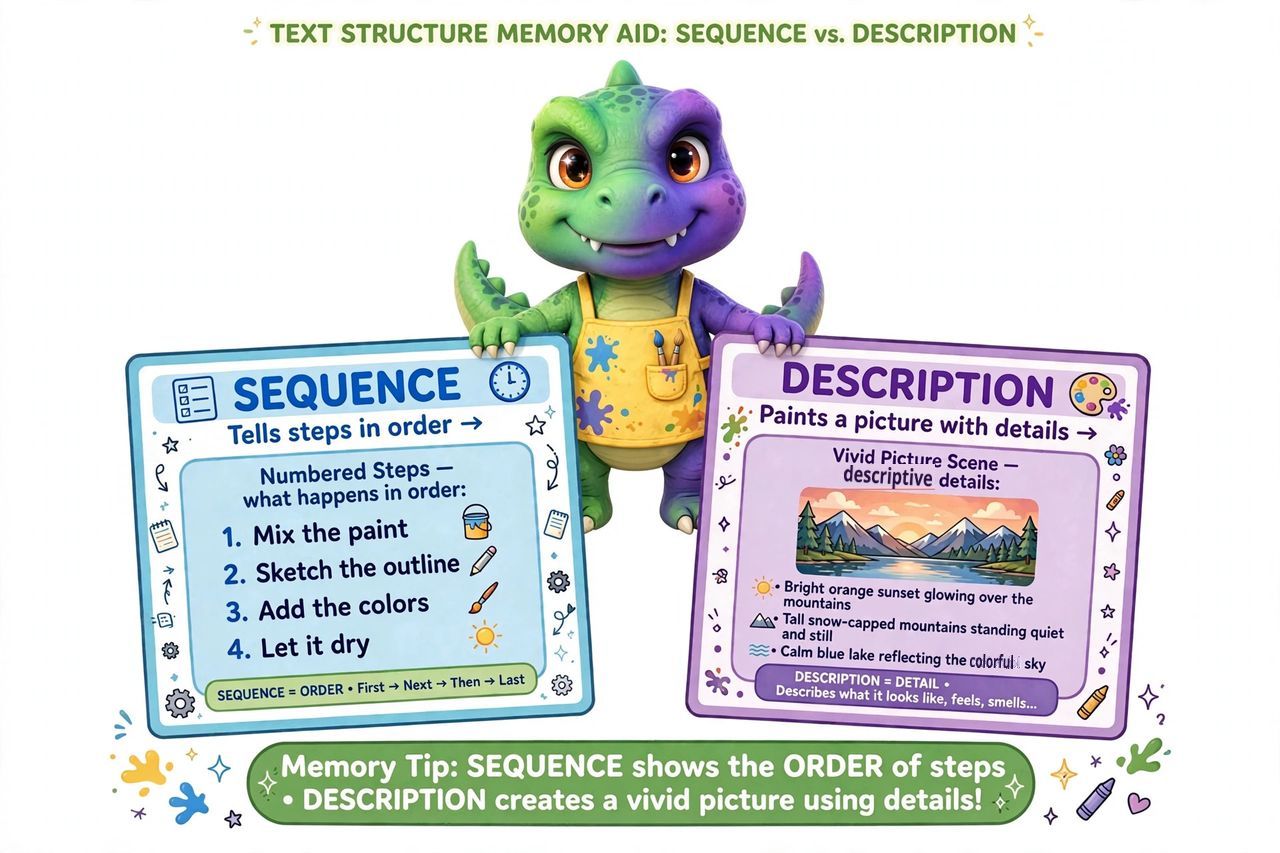 TEXT STRUCTURE MEMORY AID: SEQUENCE vs. DESCRIPTION
SEQUENCE
Tells steps in order →
Numbered Steps —
what happens in order:
1. Mix the paint
2. Sketch the outline
3. Add the colors
4. Let it dry
SEQUENCE = ORDER • First → Next → Then → Last
DESCRIPTION
Paints a picture with details →
Vivid Picture Scene —
descriptive details:
• Bright orange sunset glowing over the
mountains
• Tall snow-capped mountains standing quiet
and still
• Calm blue lake reflecting the colorful sky
DESCRIPTION = DETAIL •
Describes what it looks like, feels, smells...
Memory Tip: SEQUENCE shows the ORDER of steps
• DESCRIPTION creates a vivid picture using details!